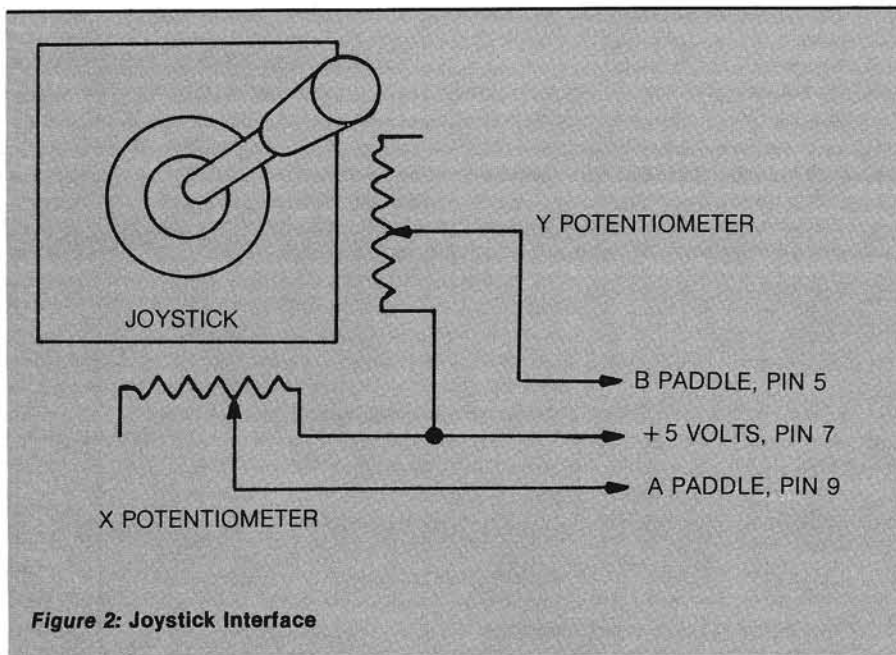 JOYSTICK
Y POTENTIOMETER
B PADDLE, PIN 5
+5 VOLTS, PIN 7
A PADDLE, PIN 9
X POTENTIOMETER
Figure 2: Joystick Interface